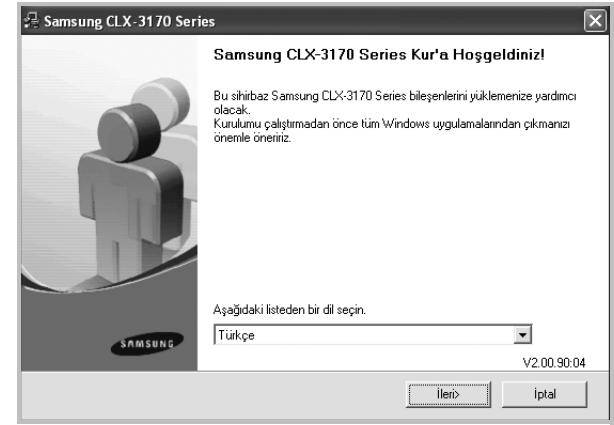 Samsung CLX-3170 Series
Samsung CLX-3170 Series Kur'a Hoşgeldiniz!
Bu sihirbaz Samsung CLX-3170 Series bileşenlerini yüklemenize yardımcı
olacak.
Kurulumu çalıştırmadan önce tüm Windows uygulamalarından çıkmanızı
önemle öneririz.
Aşağıdaki listeden bir dil seçin.
Türkçe
SAMSUNG
V2.00.90:04
İleri>
İptal